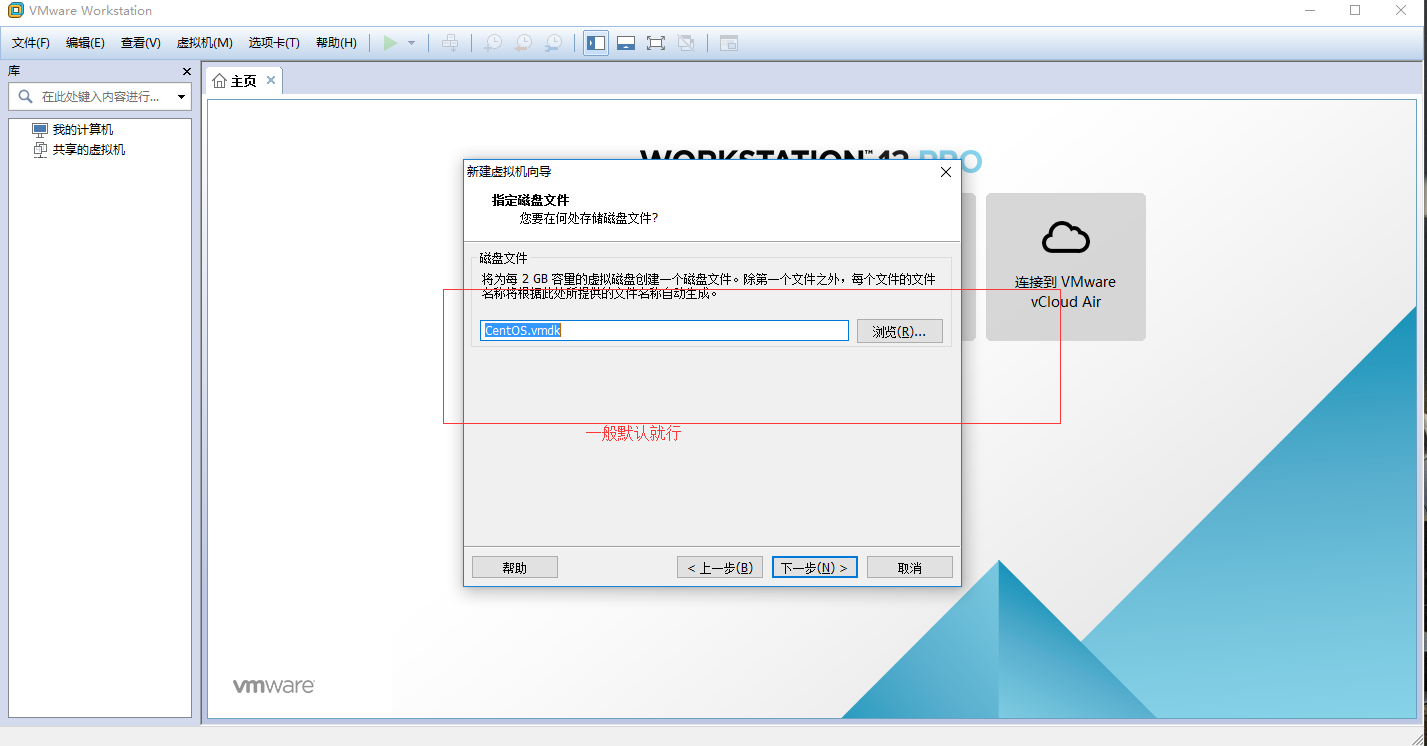 VMware Workstation
文件(F) 编辑(E) 查看(V) 虚拟机(M) 选项卡(T) 帮助(H)
库
在此处键入内容进行...
我的计算机
共享的虚拟机
主页
WORKSTATION™ 12 PRO
新建虚拟机向导
指定磁盘文件
您要在何处存储磁盘文件?
磁盘文件
将为每 2 GB 容量的虚拟磁盘创建一个磁盘文件。除第一个文件之外，每个文件的文件
名称将根据此处所提供的文件名称自动生成。
CentOS.vmdk
浏览(R)...
一般默认就行
帮助
< 上一步(B)
下一步(N) >
取消
连接到 VMware
vCloud Air
vmware